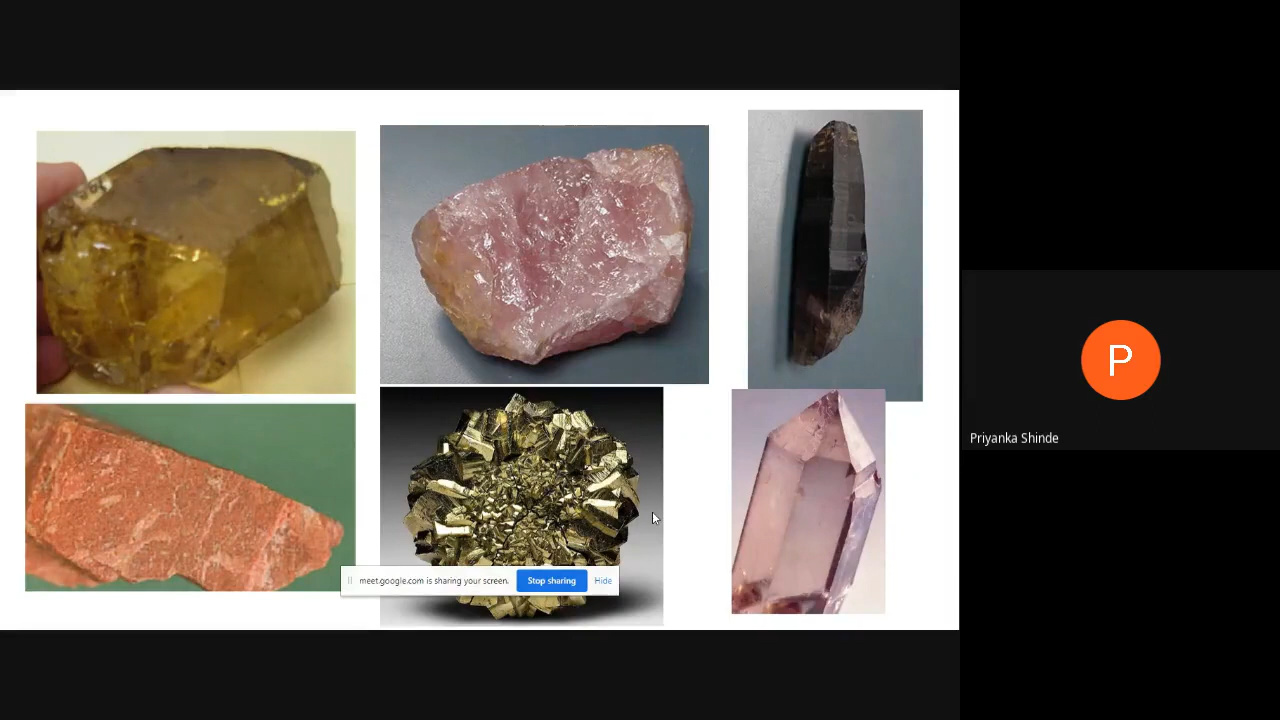 meet.google.com is sharing your screen.
Stop sharing
Hide
P
Priyanka Shinde